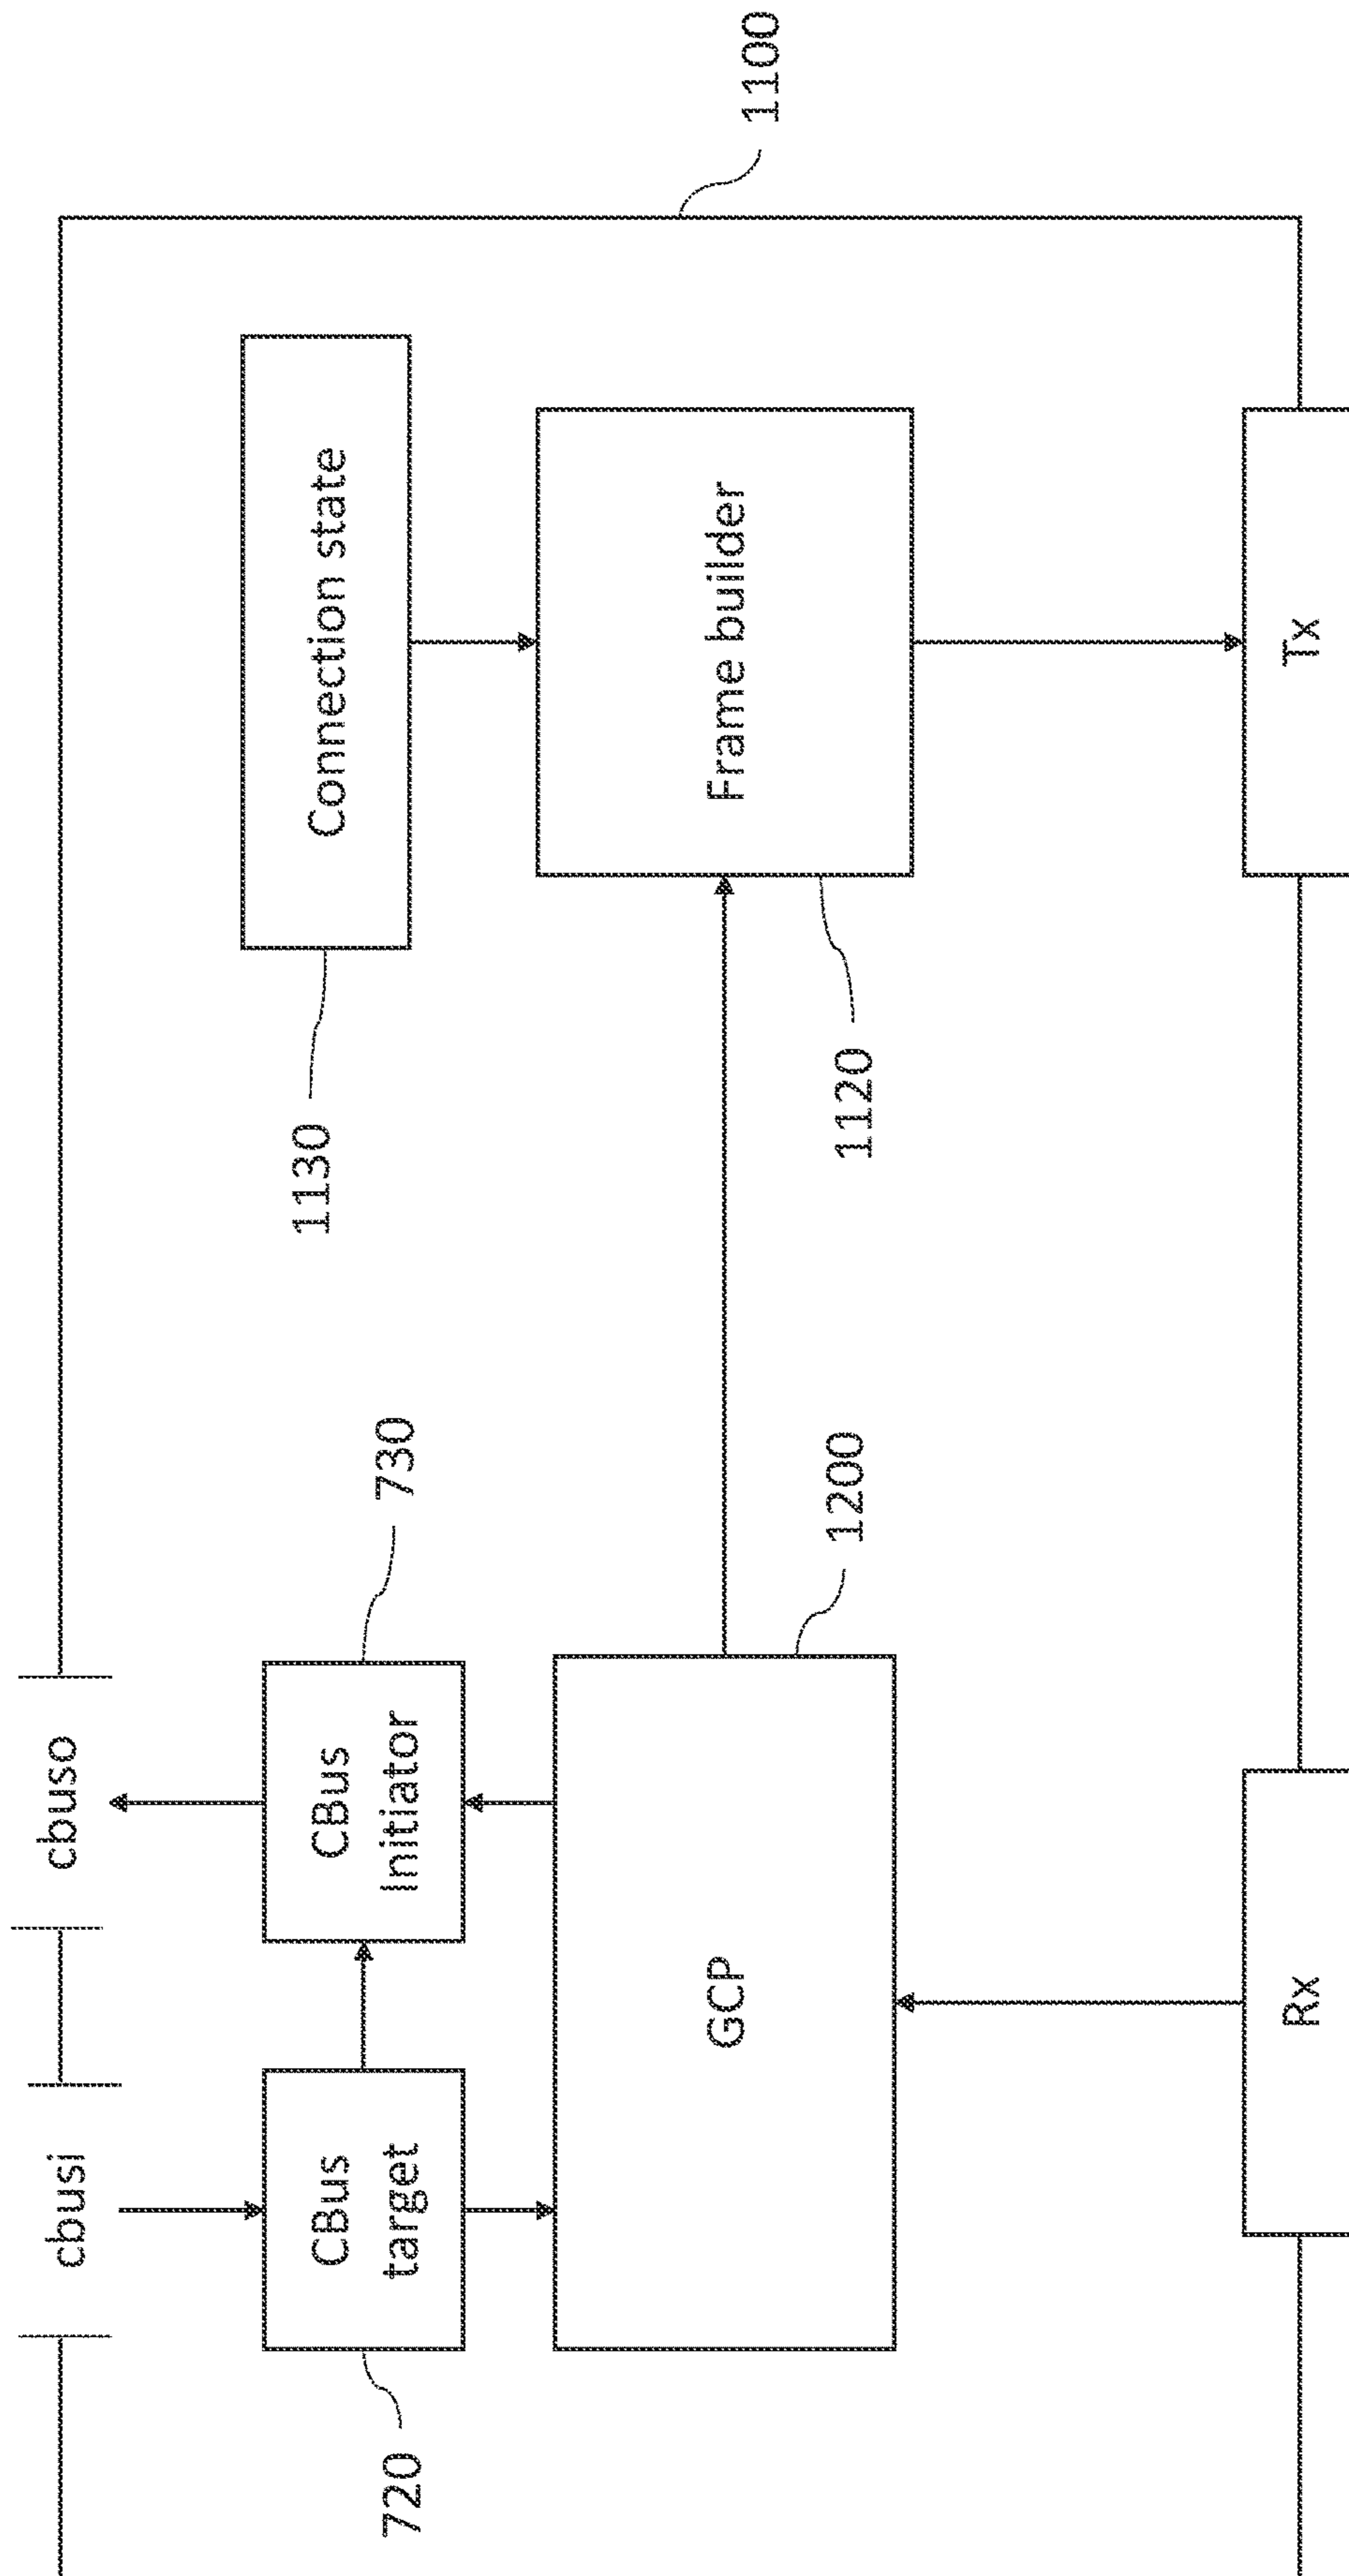 cbusi
cbuso
CBus
target
CBus
Initiator
720
730
1130
Connection state
GCP
1200
1120
Frame builder
1100
Rx
Tx